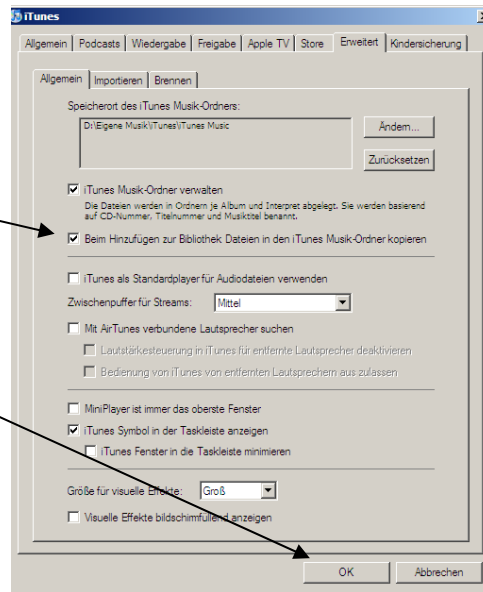 iTunes
Allgemein Podcasts Wiedergabe Freigabe Apple TV Store Erweitert Kindersicherung
Allgemein Importieren Brennen
Speicherort des iTunes Musik-Ordners:
D:\Eigene Musik\iTunes\iTunes Music
Ändern...
Zurücksetzen
iTunes Musik-Ordner verwalten
Die Dateien werden in Ordnern je Album und Interpret abgelegt. Sie werden basierend
auf CD-Nummer, Titelnummer und Musiktitel benannt.
Beim Hinzufügen zur Bibliothek Dateien in den iTunes Musik-Ordner kopieren
iTunes als Standardplayer für Audiodateien verwenden
Zwischenpuffer für Streams: Mittel
Mit AirTunes verbundene Lautsprecher suchen
Lautstärkesteuerung in iTunes für entfernte Lautsprecher deaktivieren
Bedienung von iTunes von entfernten Lautsprechern aus zulassen
MiniPlayer ist immer das oberste Fenster
iTunes Symbol in der Taskleiste anzeigen
iTunes Fenster in die Taskleiste minimieren
Größe für visuelle Effekte: Groß
Visuelle Effekte bildschimfüllend anzeigen
OK Abbrechen